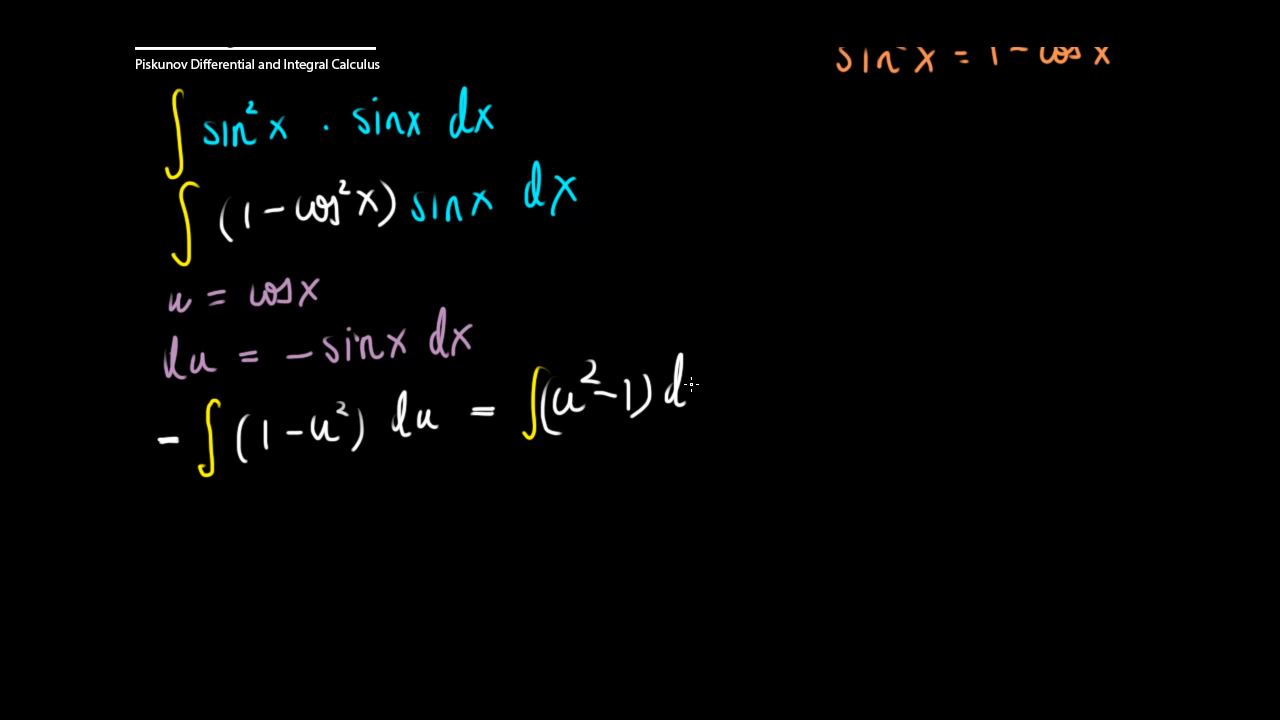 Piskunov Differential and Integral Calculus
sin²x = 1 - cos²x
∫ sin²x · sinx dx
∫ (1 - cos²x) sinx dx
u = cosx
du = -sinx dx
- ∫ (1 - u²) du = ∫(u² - 1) d